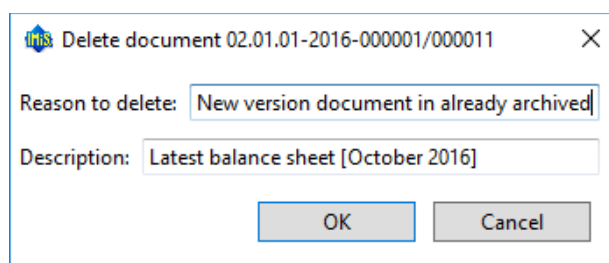 IMiS Delete document 02.01.01-2016-000001/000011
Reason to delete: New version document in already archived
Description: Latest balance sheet [October 2016]
OK Cancel